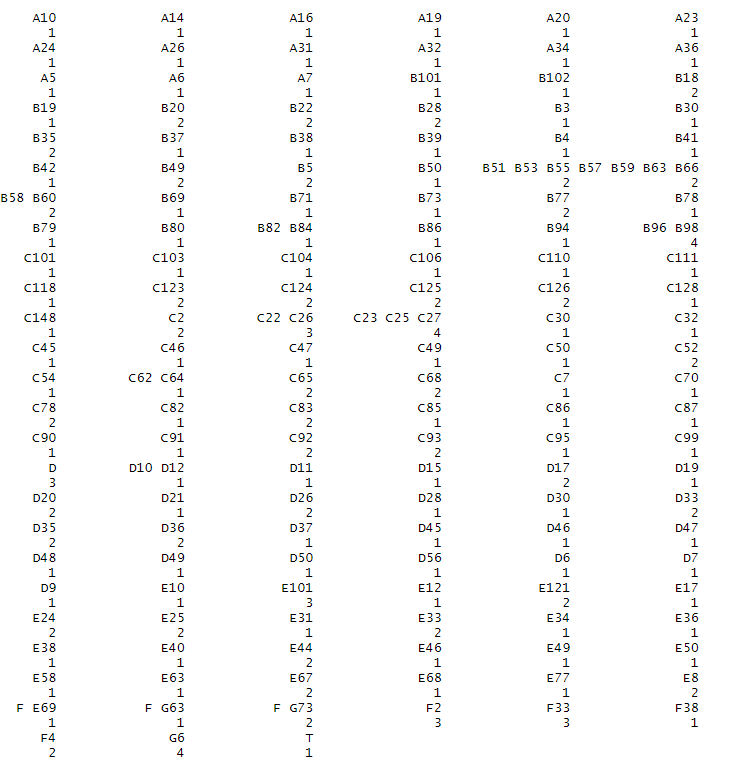 A10 A14 A16 A19 A20 A23
1 1 1 1 1 1
A24 A26 A31 A32 A34 A36
1 1 1 1 1 1
A5 A6 A7 B101 B102 B18
1 1 1 1 1 2
B19 B20 B22 B28 B3 B30
1 2 2 2 1 1
B35 B37 B38 B39 B4 B41
2 1 1 1 1 1
B42 B49 B5 B50 B51 B53 B55 B57 B59 B63 B66
1 2 2 1 2 2
B58 B60 B69 B71 B73 B77 B78
2 1 1 1 2 1
B79 B80 B82 B84 B86 B94 B96 B98
1 1 1 1 1 4
C101 C103 C104 C106 C110 C111
1 1 1 1 1 1
C118 C123 C124 C125 C126 C128
1 2 2 2 2 1
C148 C2 C22 C26 C23 C25 C27 C30 C32
1 2 3 4 1 1
C45 C46 C47 C49 C50 C52
1 1 1 1 1 2
C54 C62 C64 C65 C68 C7 C70
1 1 2 2 1 1
C78 C82 C83 C85 C86 C87
2 1 2 1 1 1
C90 C91 C92 C93 C95 C99
1 1 2 2 1 1
D D10 D12 D11 D15 D17 D19
3 1 1 1 2 1
D20 D21 D26 D28 D30 D33
2 1 2 1 1 2
D35 D36 D37 D45 D46 D47
2 2 1 1 1 1
D48 D49 D50 D56 D6 D7
1 1 1 1 1 1
D9 E10 E101 E12 E121 E17
1 1 3 1 2 1
E24 E25 E31 E33 E34 E36
2 2 1 2 1 1
E38 E40 E44 E46 E49 E50
1 1 2 1 1 1
E58 E63 E67 E68 E77 E8
1 1 2 1 1 2
F E69 F G63 F G73 F2 F33 F38
1 1 2 3 3 1
F4 G6 T
2 4 1